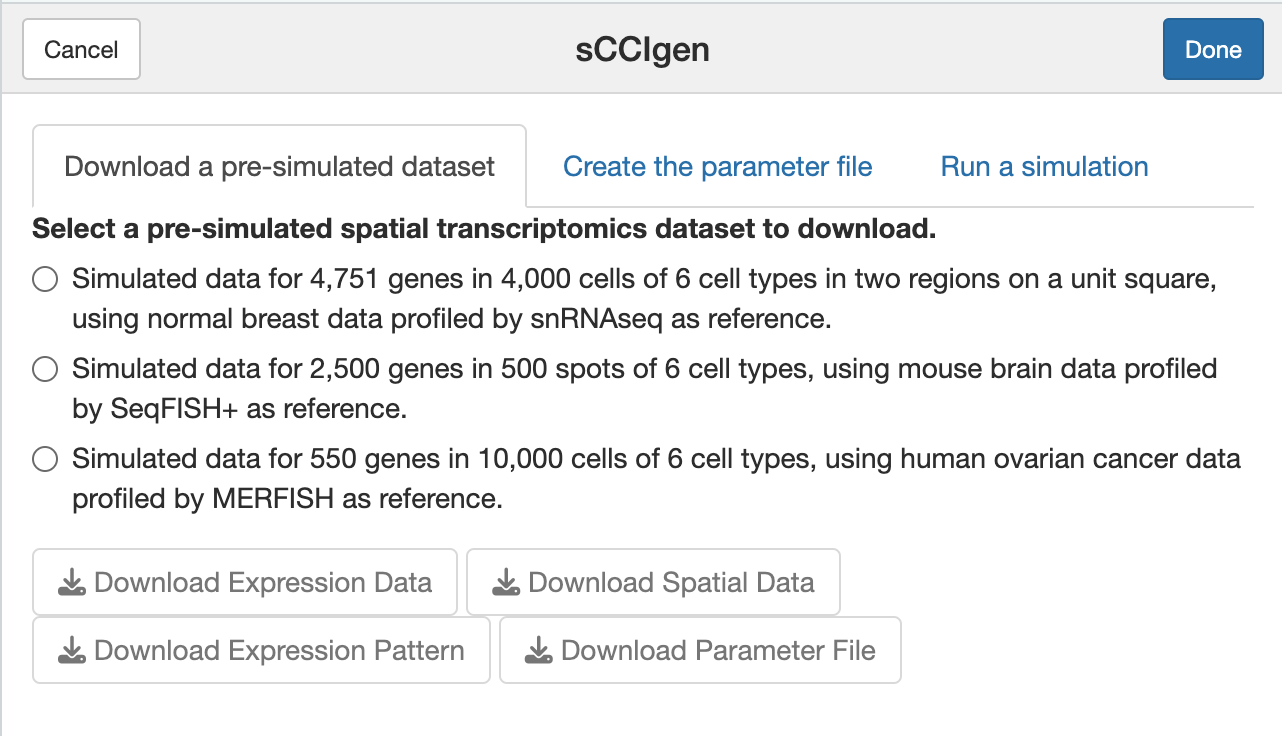 Cancel
sCCIgen
Done
Download a pre-simulated dataset
Create the parameter file
Run a simulation
Select a pre-simulated spatial transcriptomics dataset to download.
Simulated data for 4,751 genes in 4,000 cells of 6 cell types in two regions on a unit square,
using normal breast data profiled by snRNAseq as reference.
Simulated data for 2,500 genes in 500 spots of 6 cell types, using mouse brain data profiled
by SeqFISH+ as reference.
Simulated data for 550 genes in 10,000 cells of 6 cell types, using human ovarian cancer data
profiled by MERFISH as reference.
Download Expression Data
Download Spatial Data
Download Expression Pattern
Download Parameter File